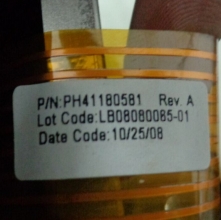 P/N:PH41180581 Rev. A
Lot Code:LB08080085-01
Date Code:10/25/08